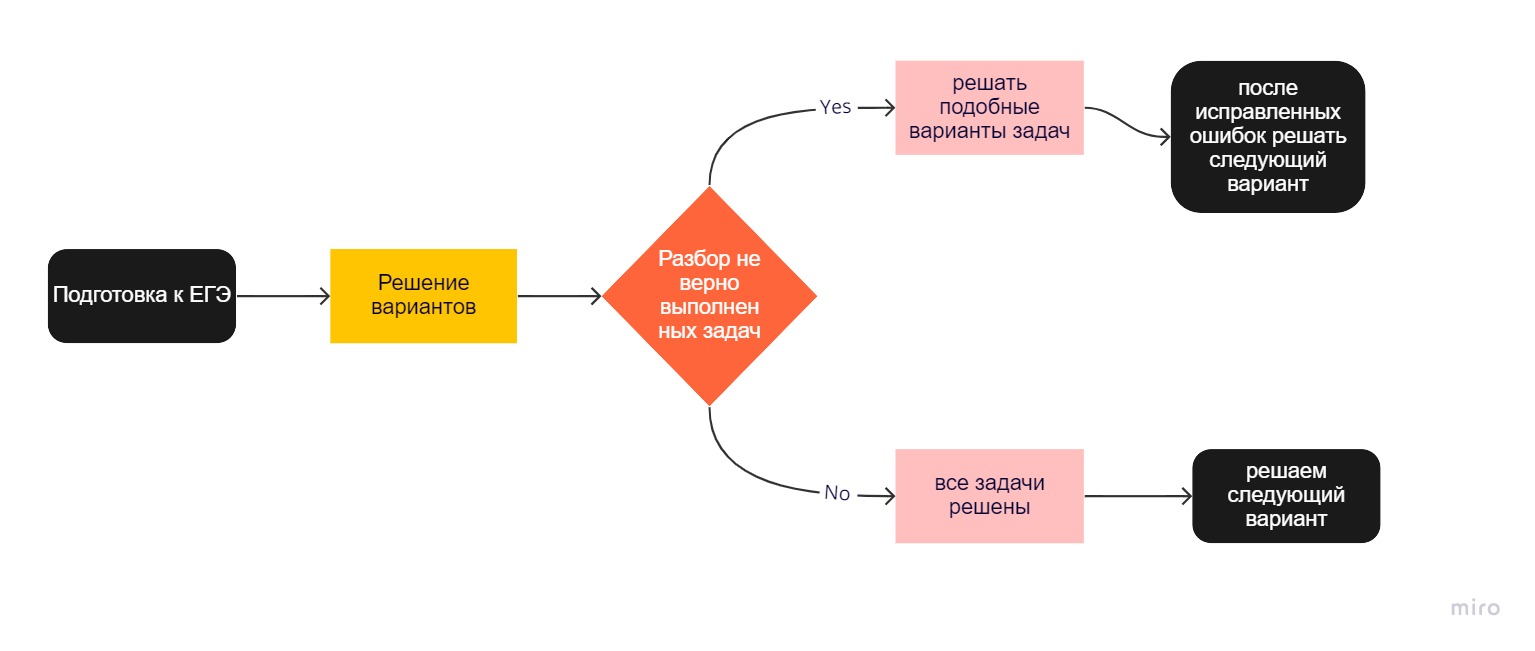 Подготовка к ЕГЭ
Решение
вариантов
Разбор не
верно
выполнен
ных задач
Yes
решать
подобные
варианты задач
после
исправленных
ошибок решать
следующий
вариант
No
все задачи
решены
решаем
следующий
вариант
miro